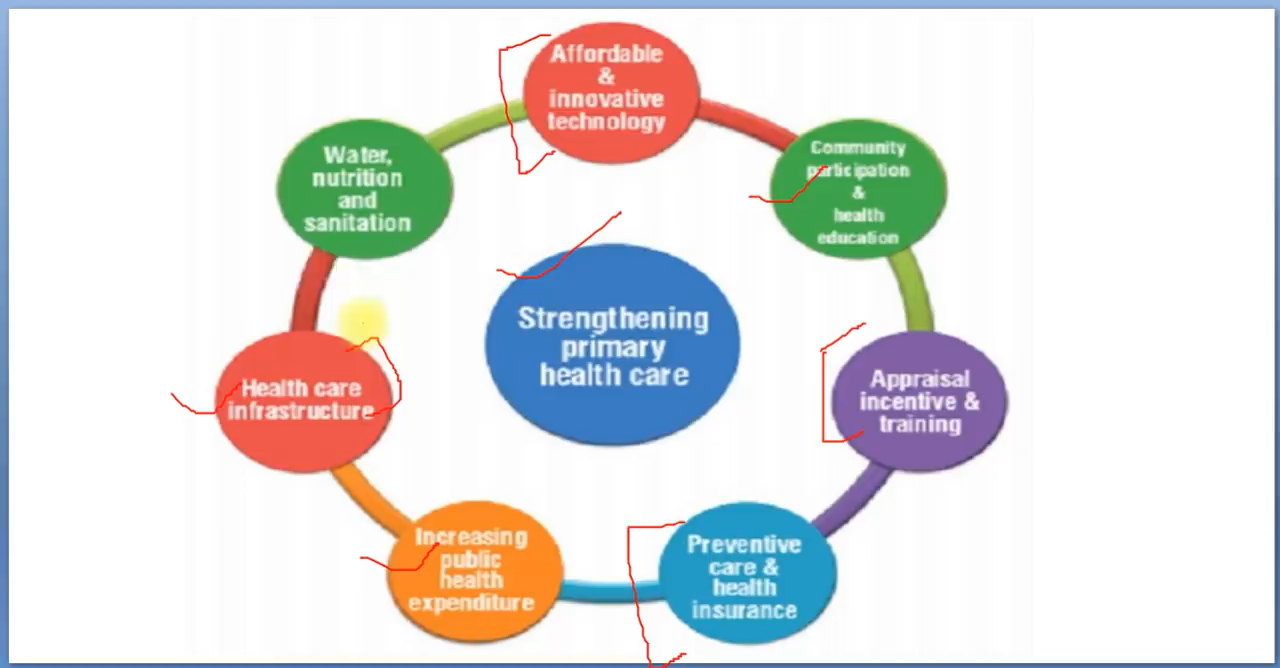 Affordable
&
innovative
technology
Community
participation
&
health
education
Appraisal
incentive &
training
Preventive
care &
health
insurance
Increasing
public
health
expenditure
Health care
infrastructure
Water,
nutrition
and
sanitation
Strengthening
primary
health care